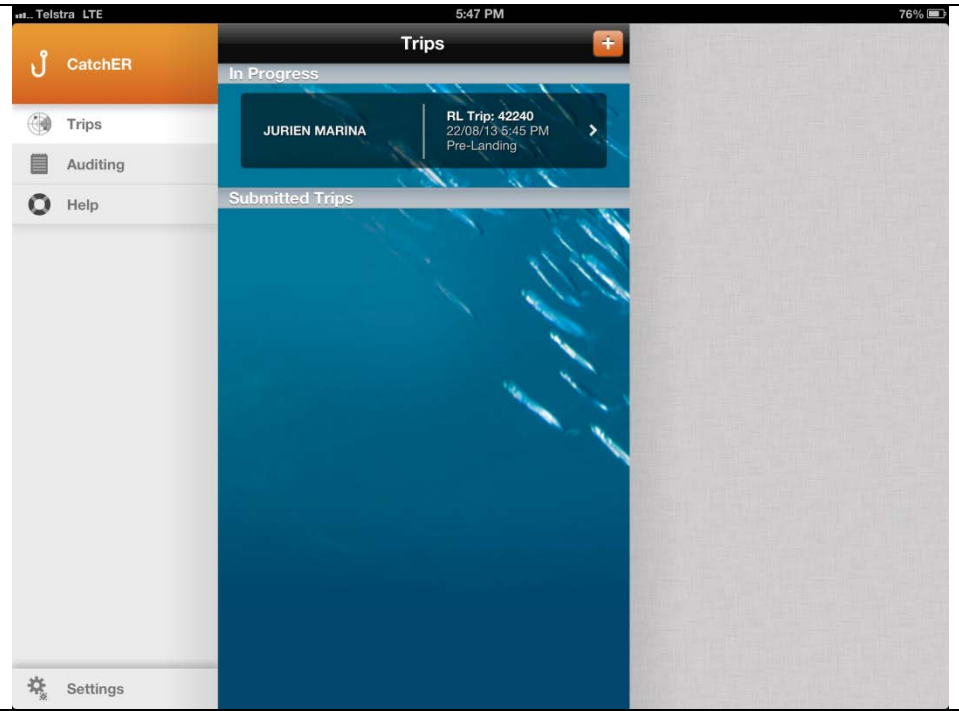 Telstra LTE
5:47 PM
76%
CatchER
Trips
Auditing
Help
Settings
Trips
+
In Progress
JURIEN MARINA
RL Trip: 42240
22/08/13 5:45 PM
Pre-Landing
Submitted Trips